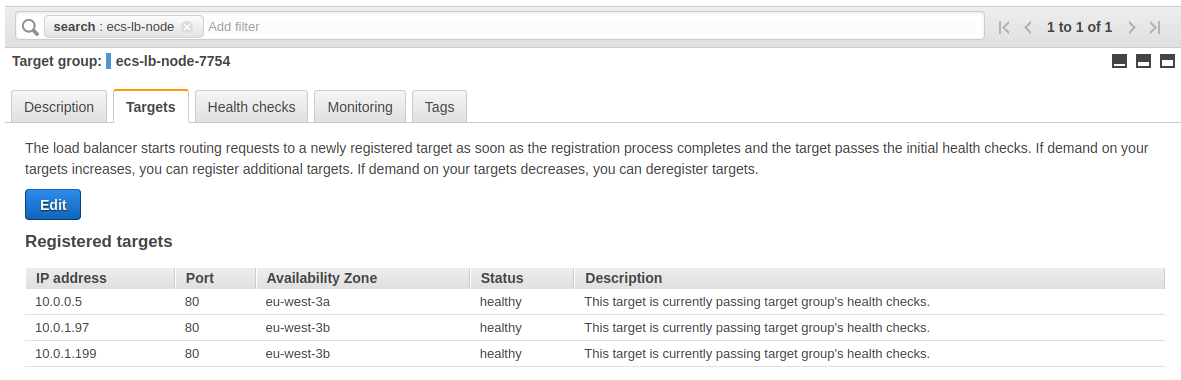 search : ecs-lb-node Add filter 1 to 1 of 1
Target group: ecs-lb-node-7754
Description Targets Health checks Monitoring Tags
The load balancer starts routing requests to a newly registered target as soon as the registration process completes and the target passes the initial health checks. If demand on your
targets increases, you can register additional targets. If demand on your targets decreases, you can deregister targets.
Edit
Registered targets
IP address Port Availability Zone Status Description
10.0.0.5 80 eu-west-3a healthy This target is currently passing target group's health checks.
10.0.1.97 80 eu-west-3b healthy This target is currently passing target group's health checks.
10.0.1.199 80 eu-west-3b healthy This target is currently passing target group's health checks.